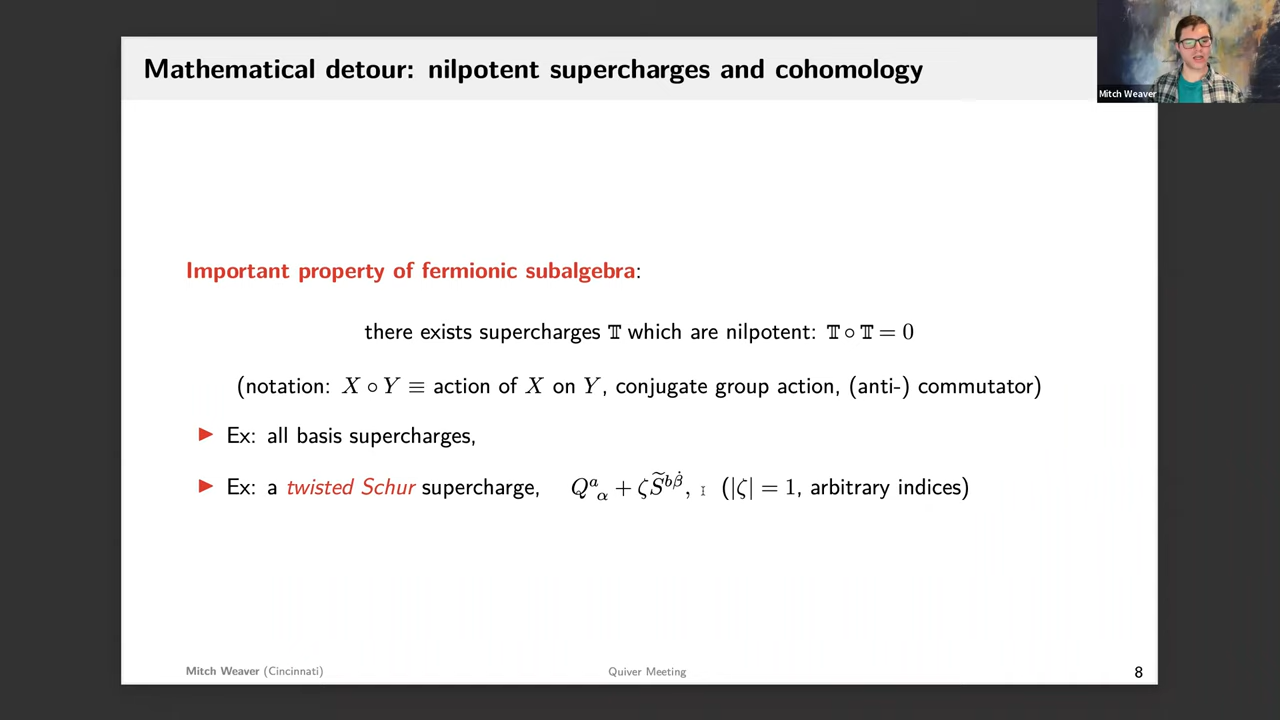 Mathematical detour: nilpotent supercharges and cohomology
Mitch Weaver
Important property of fermionic subalgebra:
there exists supercharges 𝕋 which are nilpotent: 𝕋 ∘ 𝕋 = 0
(notation: X ∘ Y ≡ action of X on Y, conjugate group action, (anti-) commutator)
▶ Ex: all basis supercharges,
▶ Ex: a twisted Schur supercharge, Q^a_α + ζS̃^{bβ̇}, (|ζ| = 1, arbitrary indices)
Mitch Weaver (Cincinnati) Quiver Meeting 8